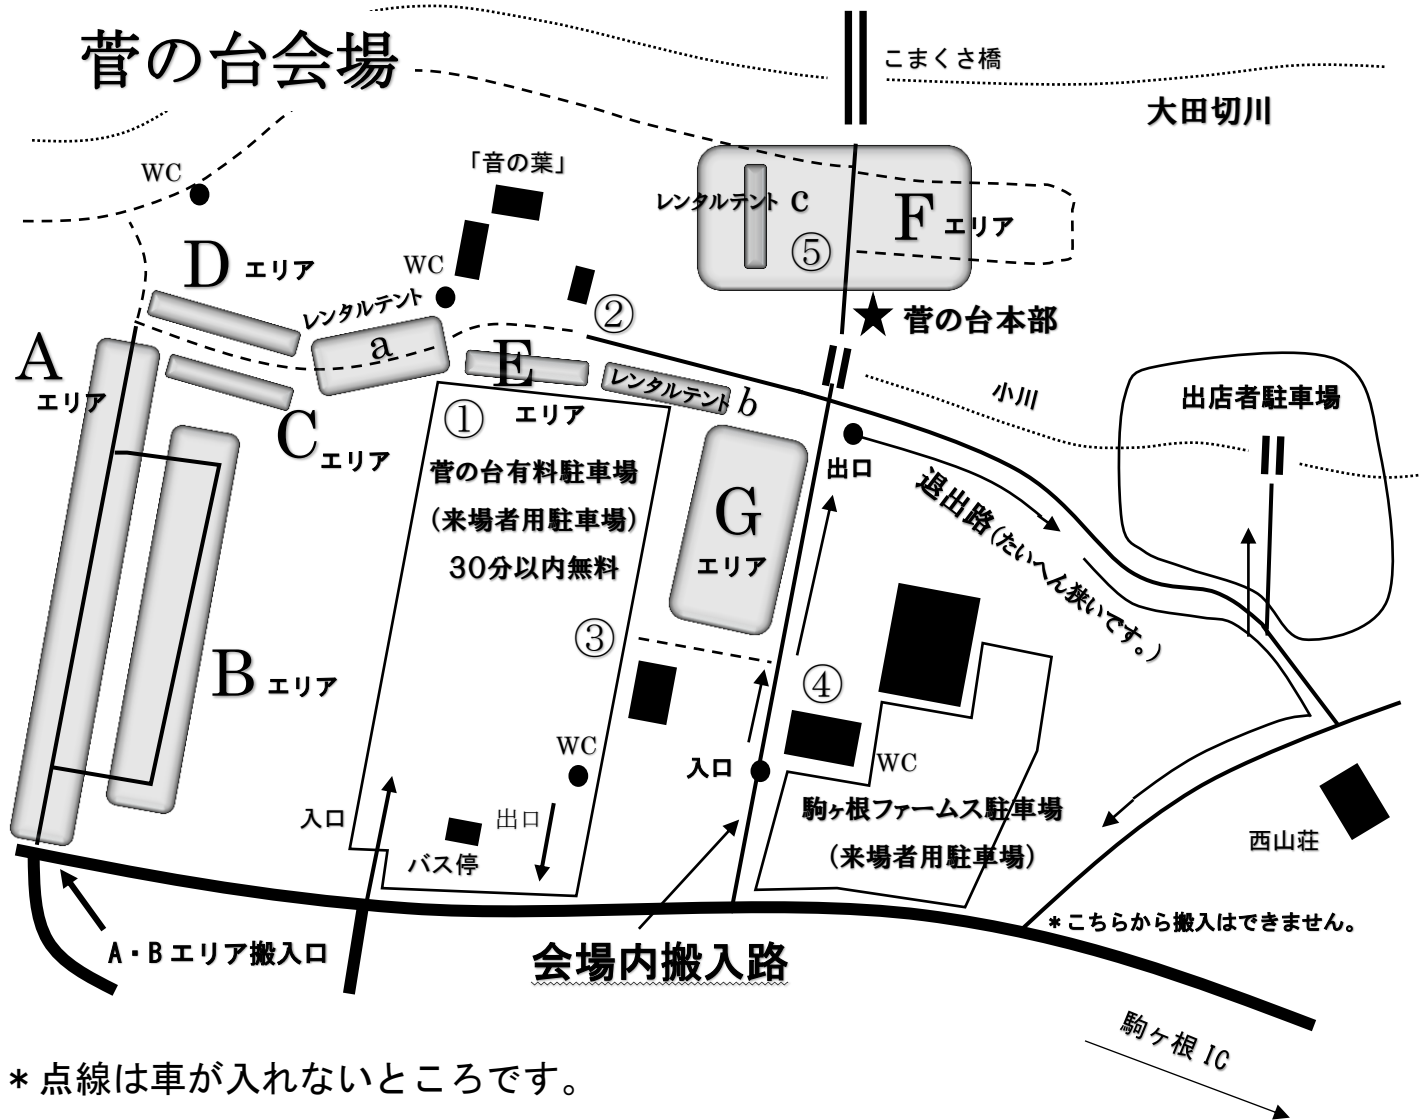 菅の台会場
こまくさ橋
大田切川
「音の葉」
WC
レンタルテント c
F エリア
⑤
D エリア
WC
レンタルテント
a
②
★ 菅の台本部
A
エリア
E
エリア
レンタルテント b
小川
出店者駐車場
C エリア
①
菅の台有料駐車場
（来場者用駐車場）
30分以内無料
出口
退出路（たいへん狭いです。）
G
エリア
③
B エリア
④
WC
入口
WC
駒ヶ根ファームス駐車場
（来場者用駐車場）
入口
出口
バス停
西山荘
＊こちらから搬入はできません。
A・Bエリア搬入口
会場内搬入路
駒ヶ根 IC
＊点線は車が入れないところです。